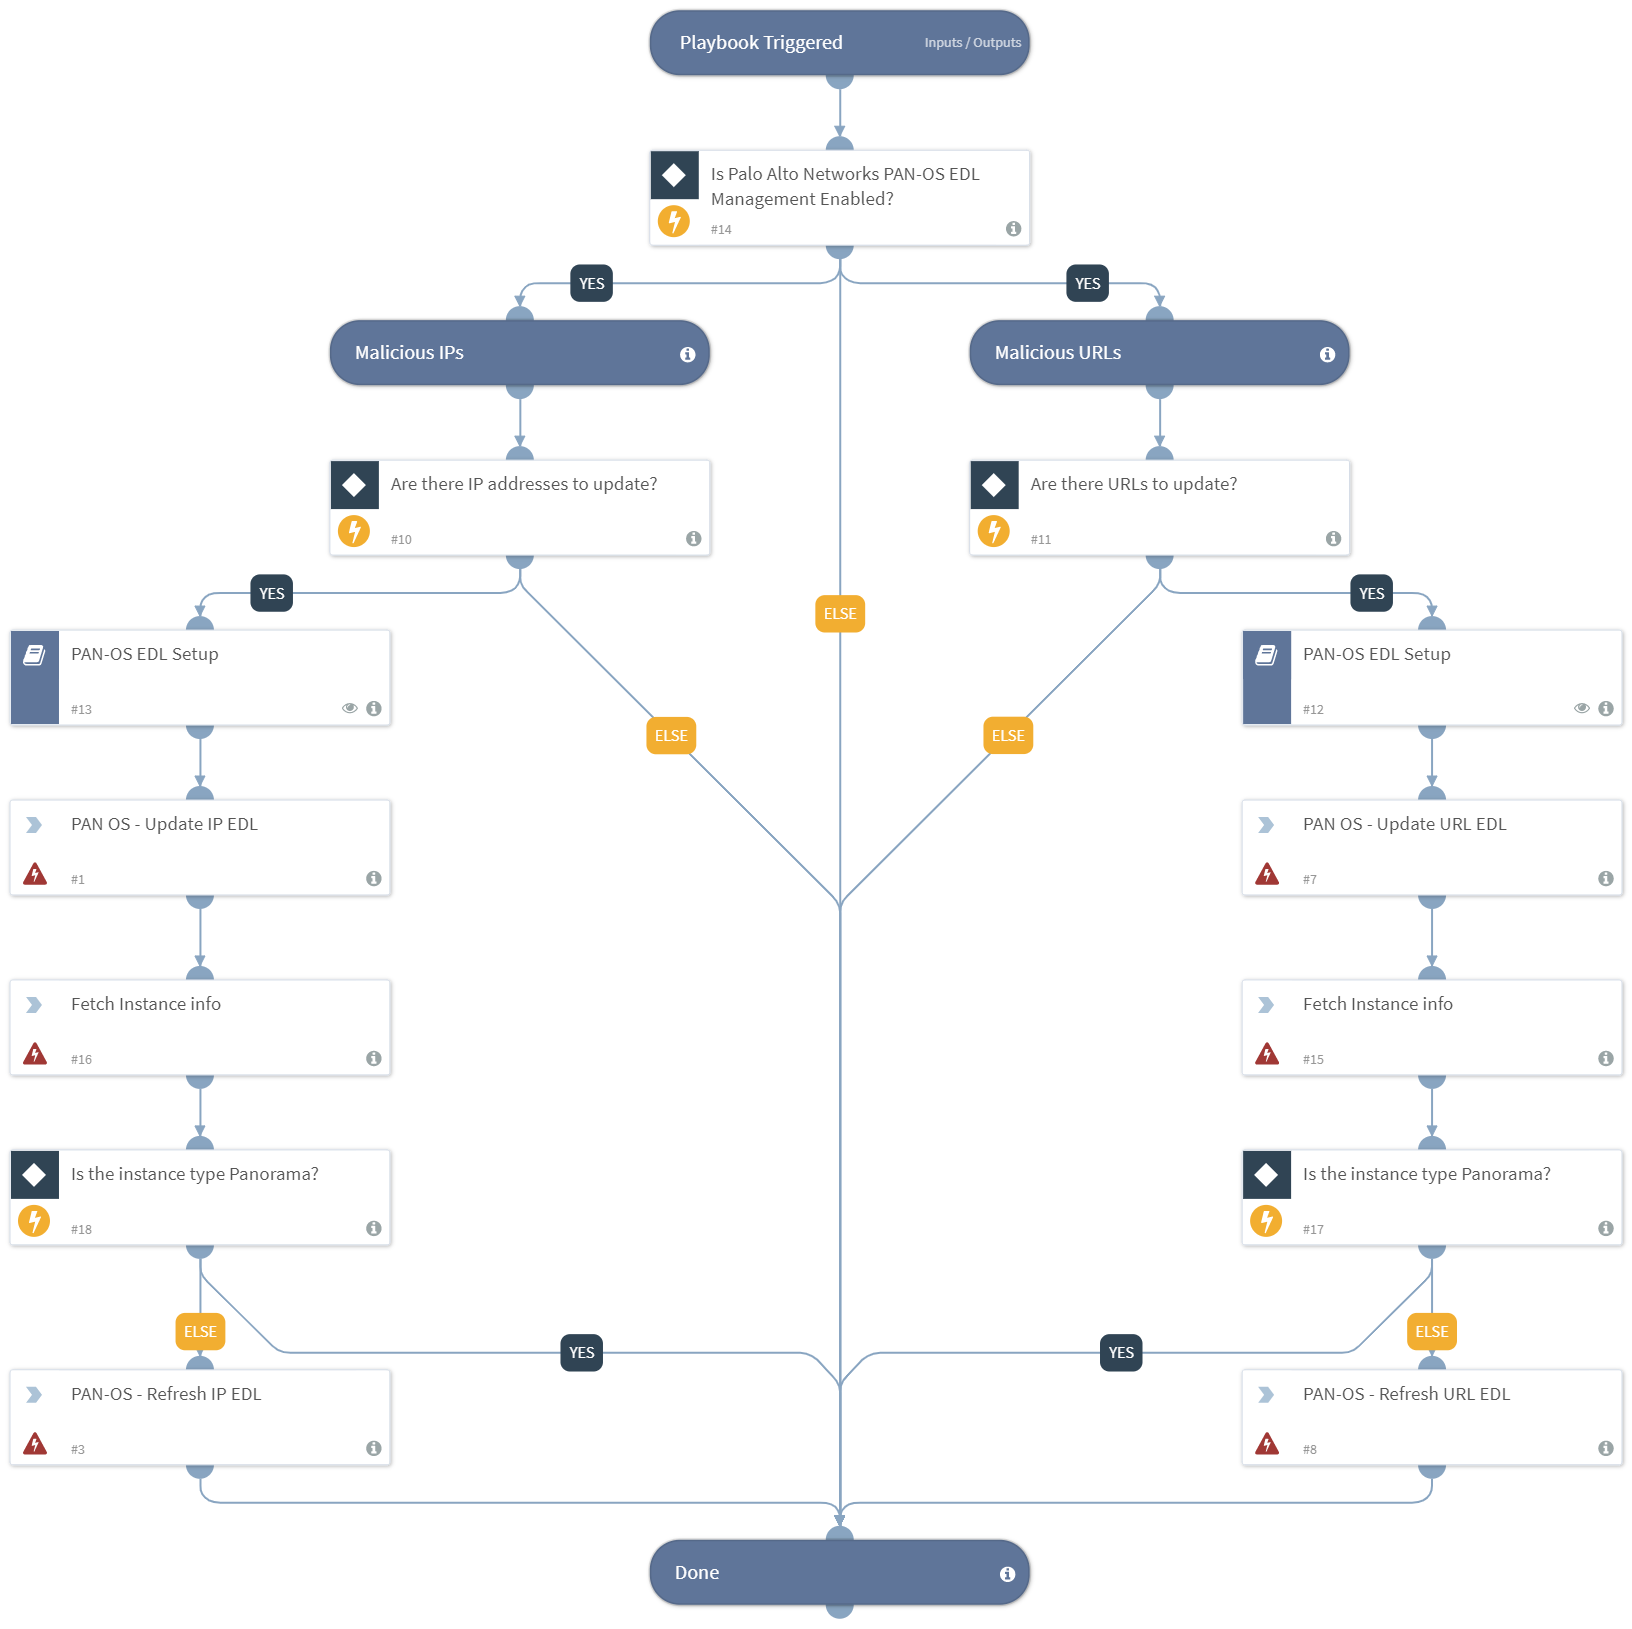 Playbook Triggered
Inputs / Outputs
Is Palo Alto Networks PAN-OS EDL
Management Enabled?
#14
YES
YES
Malicious IPs
Malicious URLs
Are there IP addresses to update?
#10
Are there URLs to update?
#11
YES
ELSE
YES
PAN-OS EDL Setup
#13
PAN-OS EDL Setup
#12
ELSE
ELSE
PAN OS - Update IP EDL
#1
PAN OS - Update URL EDL
#7
Fetch Instance info
#16
Fetch Instance info
#15
Is the instance type Panorama?
#18
Is the instance type Panorama?
#17
ELSE
YES
YES
ELSE
PAN-OS - Refresh IP EDL
#3
PAN-OS - Refresh URL EDL
#8
Done